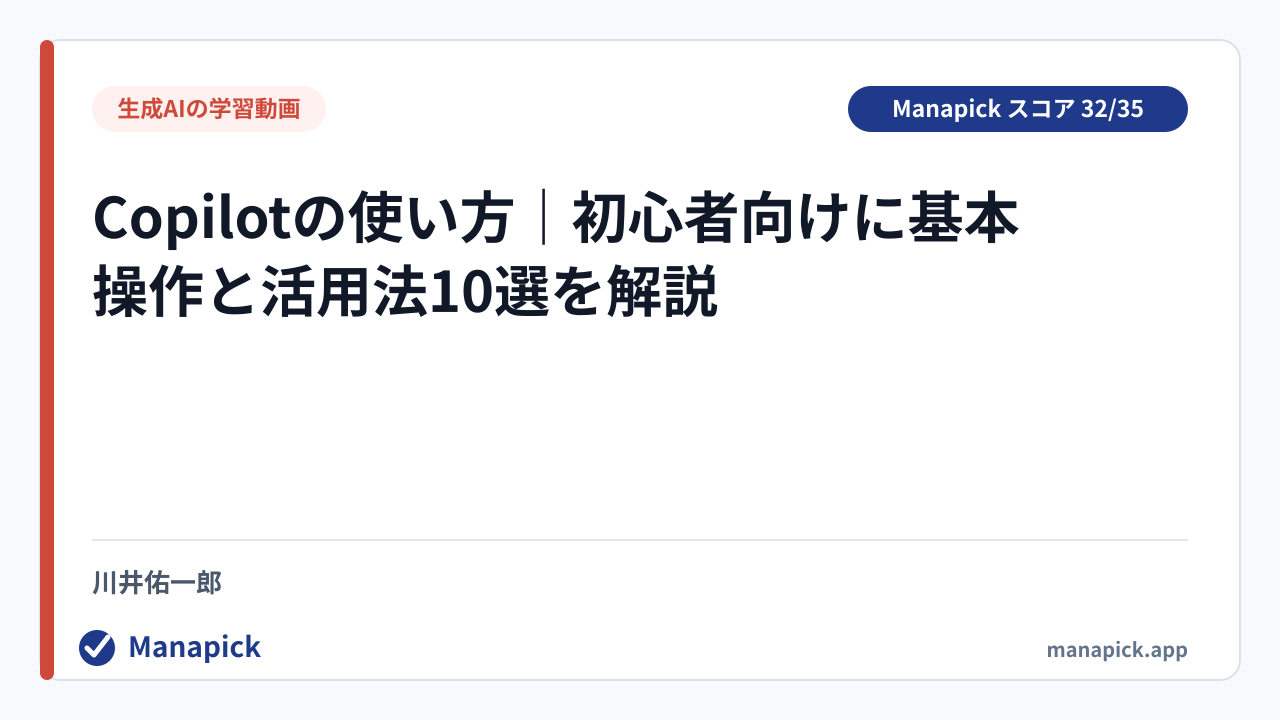 生成AIの学習動画
Manapick スコア 32/35
Copilotの使い方｜初心者向けに基本
操作と活用法10選を解説
川井佑一郎
Manapick
manapick.app